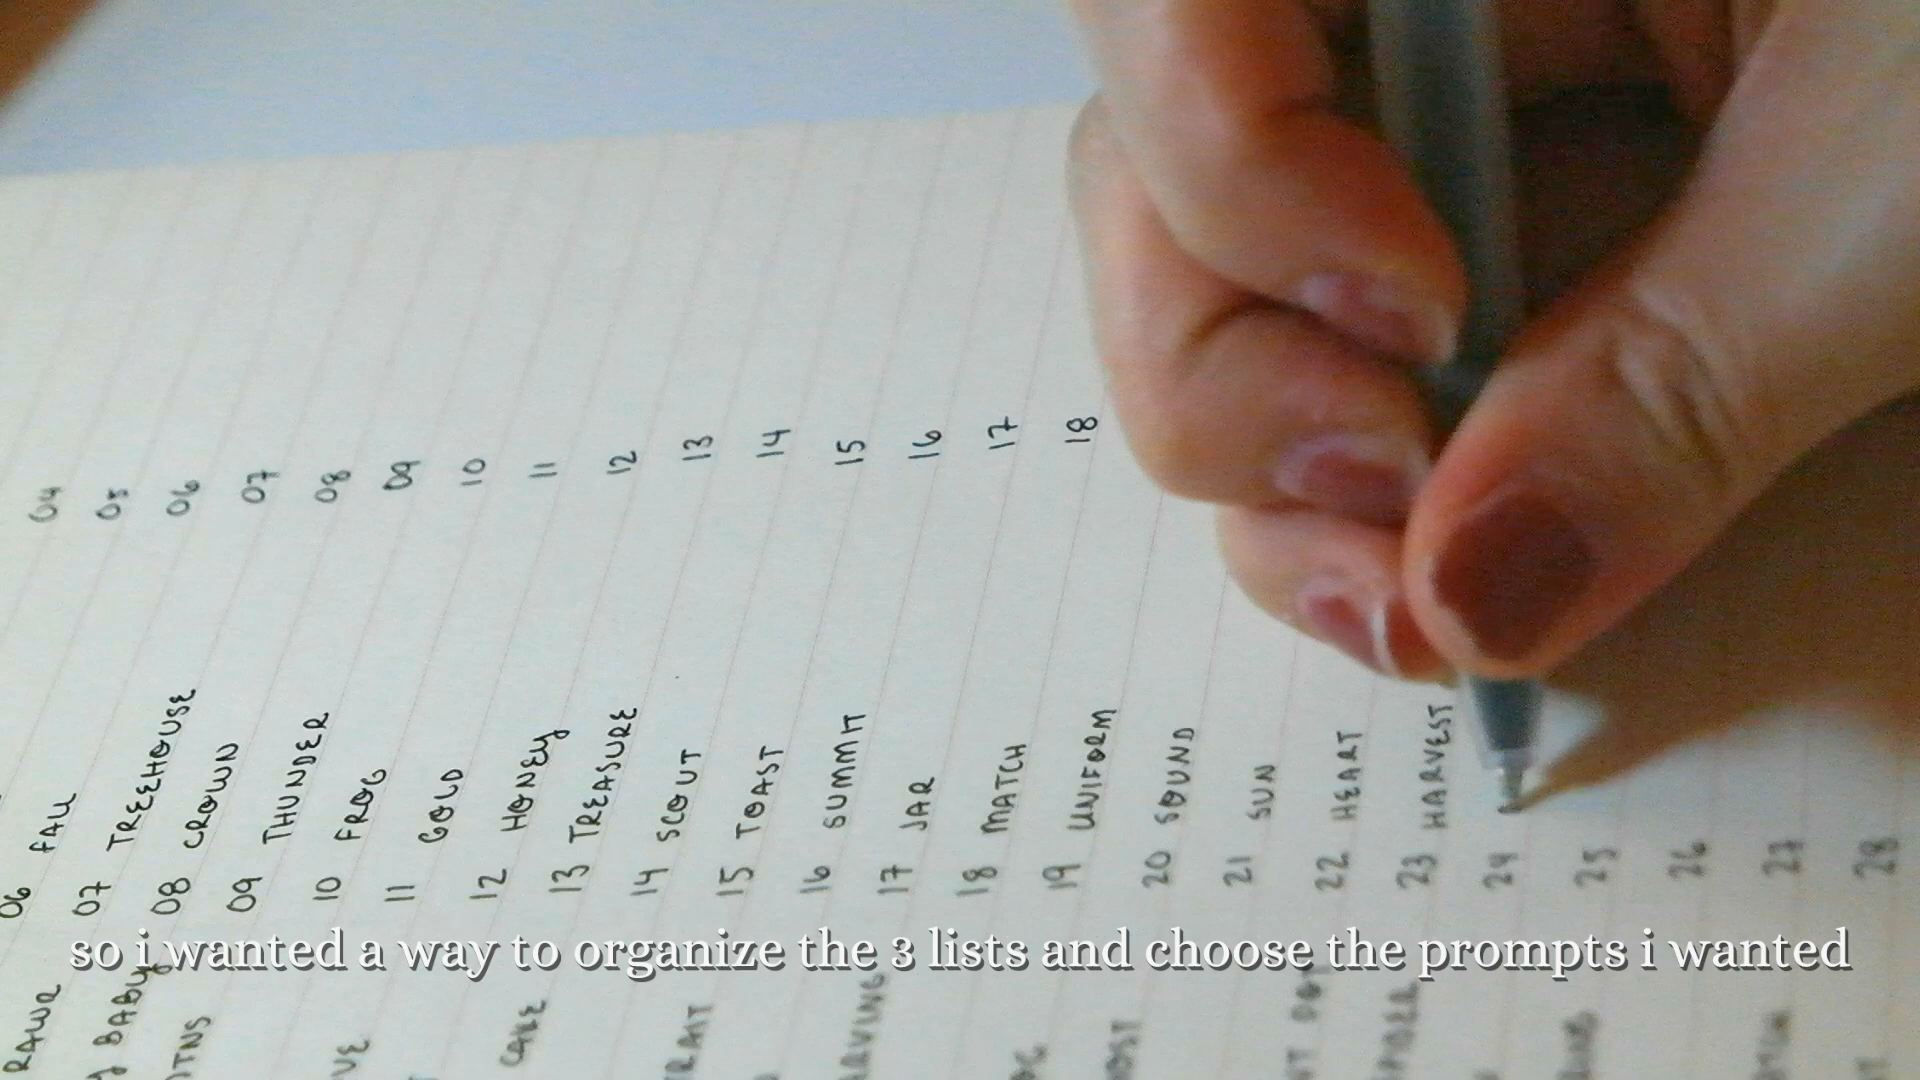 RAWR
BABY
CAKE
06 FALL
07 TREEHOUSE
08 CROWN
09 THUNDER
10 FROG
11 GOLD
12 HONEY
13 TREASURE
14 SCOUT
15 TOAST
16 SUMMIT
17 JAR
18 MATCH
19 UNIFORM
20 SOUND
21 SUN
22 HEART
23 HARVEST
24
25
26
27
28
04
05
06
07
08
09
10
11
12
13
14
15
16
17
18
so i wanted a way to organize the 3 lists and choose the prompts i wanted